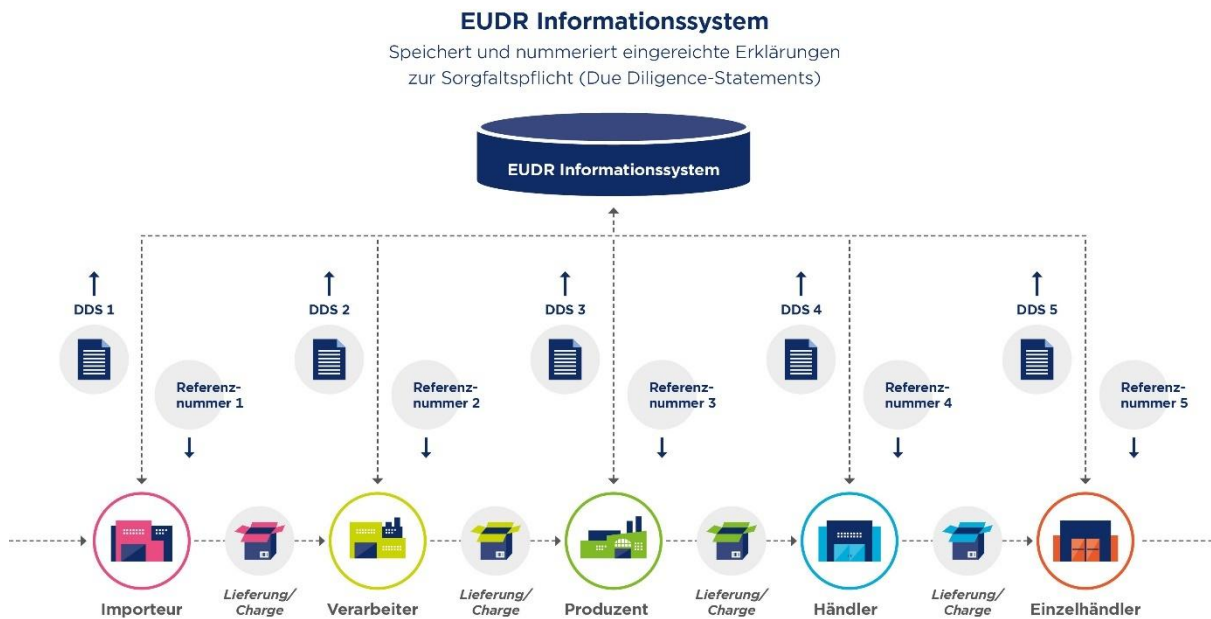 EUDR Informationssystem
Speichert und nummeriert eingereichte Erklärungen
zur Sorgfaltspflicht (Due Diligence-Statements)
EUDR Informationssystem
DDS 1
DDS 2
DDS 3
DDS 4
DDS 5
Referenz-
nummer 1
Referenz-
nummer 2
Referenz-
nummer 3
Referenz-
nummer 4
Referenz-
nummer 5
Importeur
Lieferung/
Charge
Verarbeiter
Lieferung/
Charge
Produzent
Lieferung/
Charge
Händler
Lieferung/
Charge
Einzelhändler